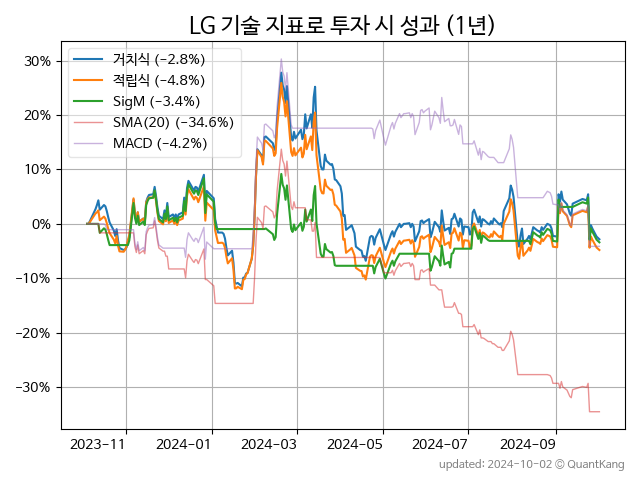 LG 기술 지표로 투자 시 성과 (1년)
30%
20%
10%
0%
−10%
−20%
−30%
거치식 (−2.8%)
적립식 (−4.8%)
SigM (−3.4%)
SMA(20) (−34.6%)
MACD (−4.2%)
2023−11
2024−01
2024−03
2024−05
2024−07
2024−09
updated: 2024-10-02 ⓒ QuantKang